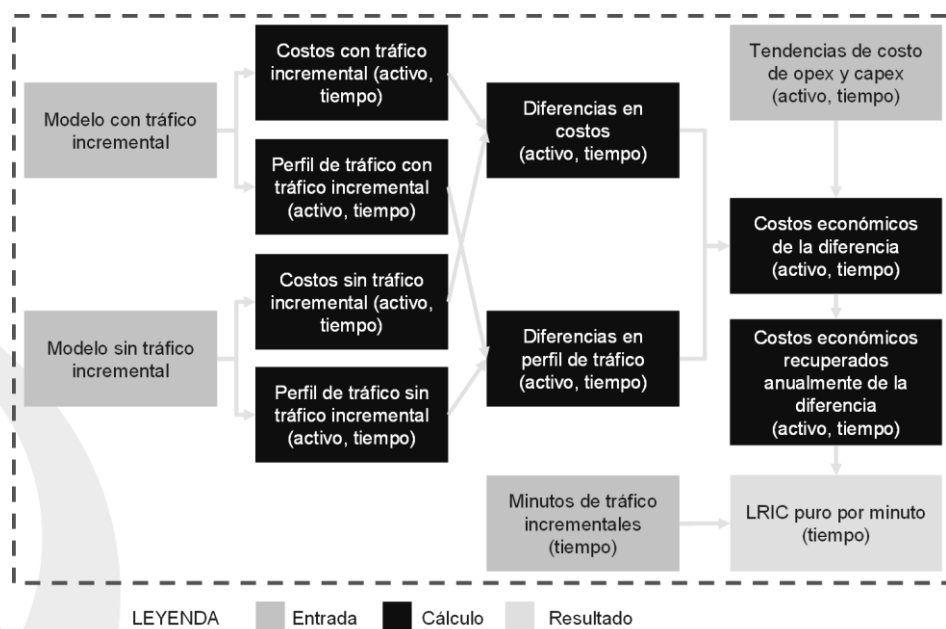 Modelo con tráfico
incremental
Modelo sin tráfico
incremental
Costos con tráfico
incremental (activo,
tiempo)
Perfil de tráfico con
tráfico incremental
(activo, tiempo)
Costos sin tráfico
incremental (activo,
tiempo)
Perfil de tráfico sin
tráfico incremental
(activo, tiempo)
Diferencias en
costos
(activo, tiempo)
Diferencias en
perfil de tráfico
(activo, tiempo)
Minutos de tráfico
incrementales
(tiempo)
Tendencias de costo
de opex y capex
(activo, tiempo)
Costos económicos
de la diferencia
(activo, tiempo)
Costos económicos
recuperados
anualmente de la
diferencia
(activo, tiempo)
LRIC puro por minuto
(tiempo)
LEYENDA
Entrada
Cálculo
Resultado